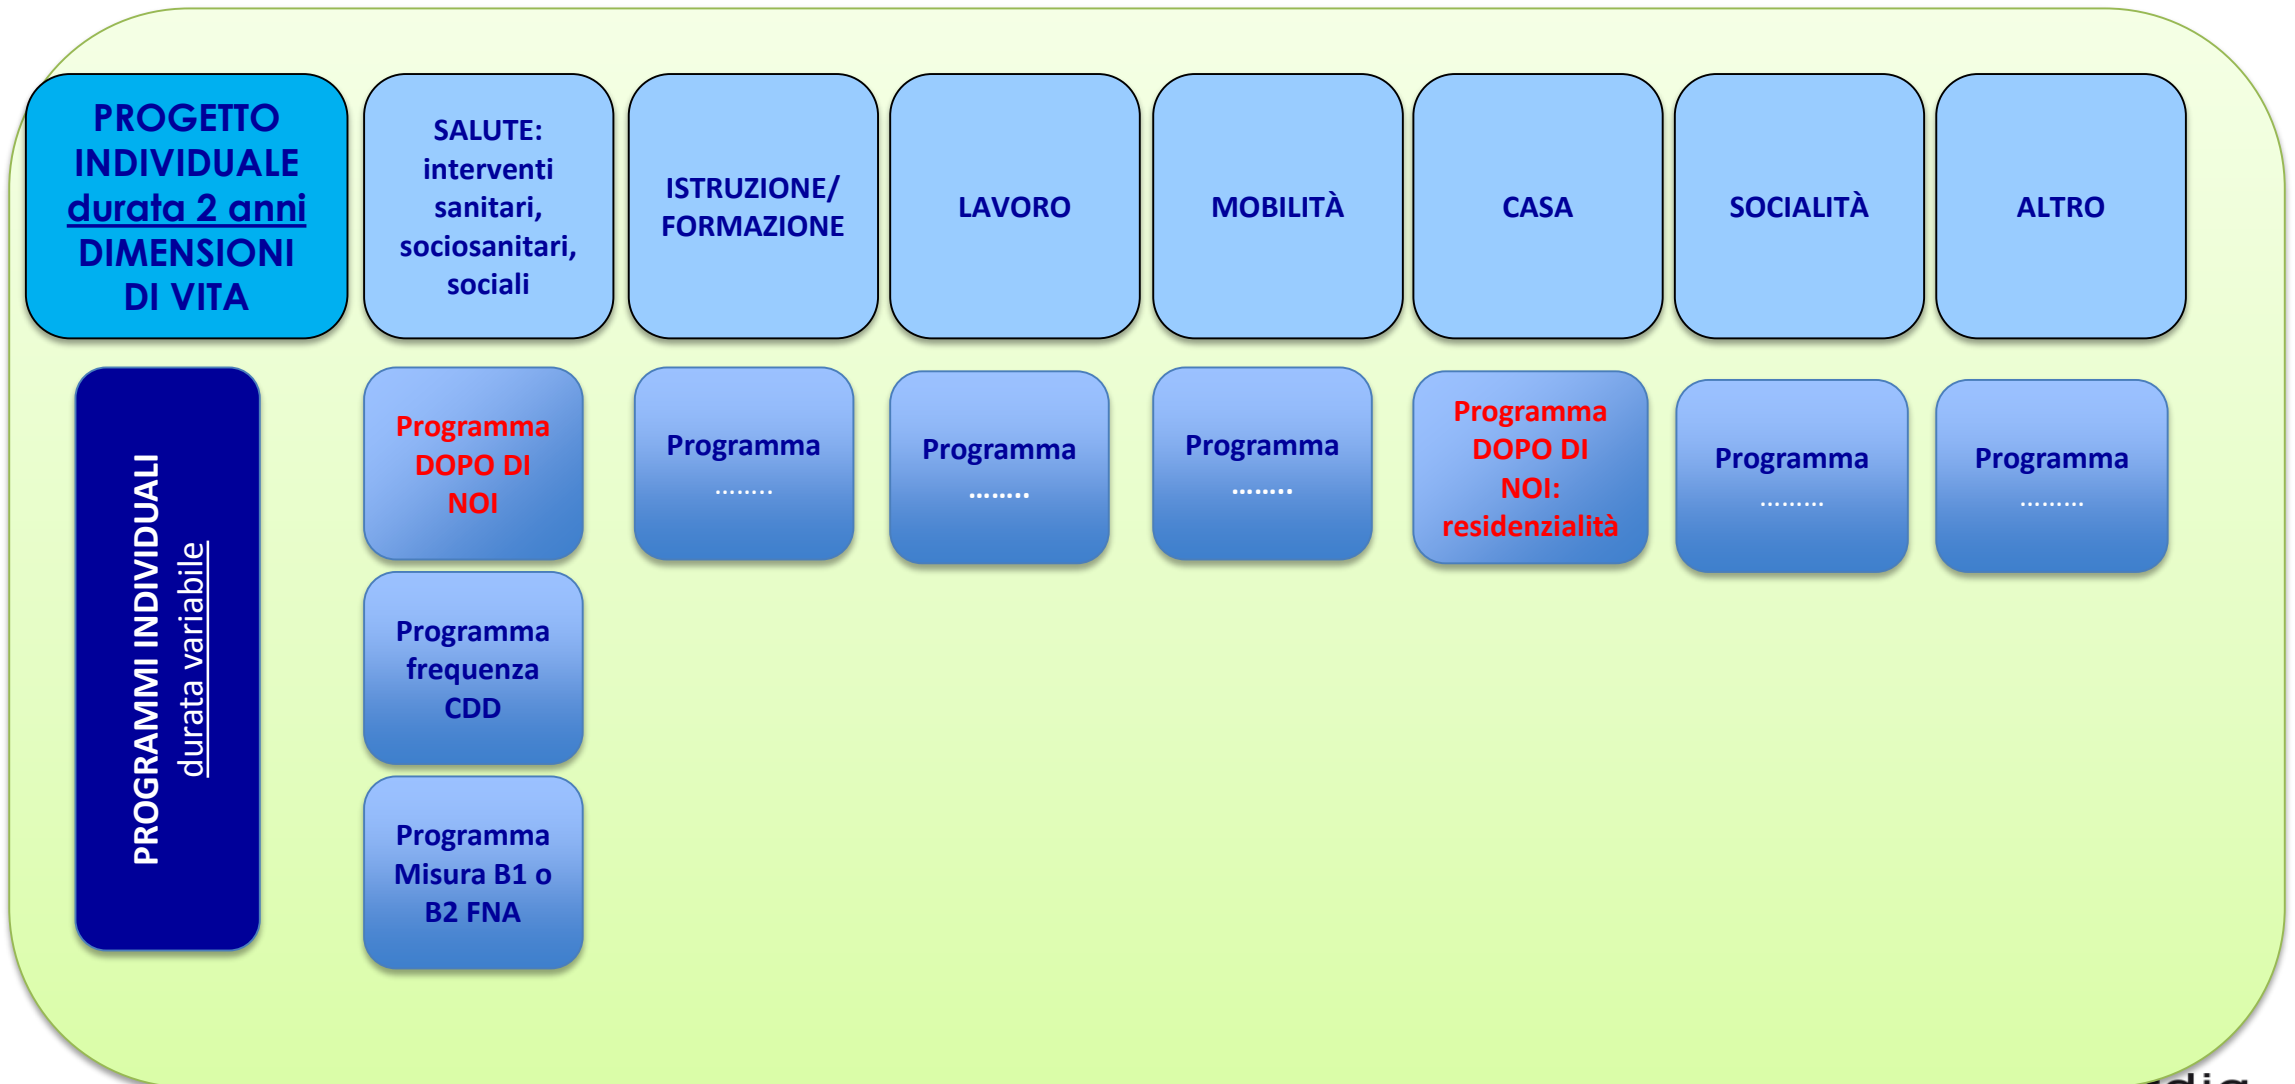 PROGETTO
INDIVIDUALE
durata 2 anni
DIMENSIONI
DI VITA
SALUTE:
interventi
sanitari,
sociosanitari,
sociali
ISTRUZIONE/
FORMAZIONE
LAVORO
MOBILITÀ
CASA
SOCIALITÀ
ALTRO
PROGRAMMI INDIVIDUALI
durata variabile
Programma
DOPO DI
NOI
Programma
........
Programma
........
Programma
........
Programma
DOPO DI
NOI:
residenzialità
Programma
.........
Programma
.........
Programma
frequenza
CDD
Programma
Misura B1 o
B2 FNA